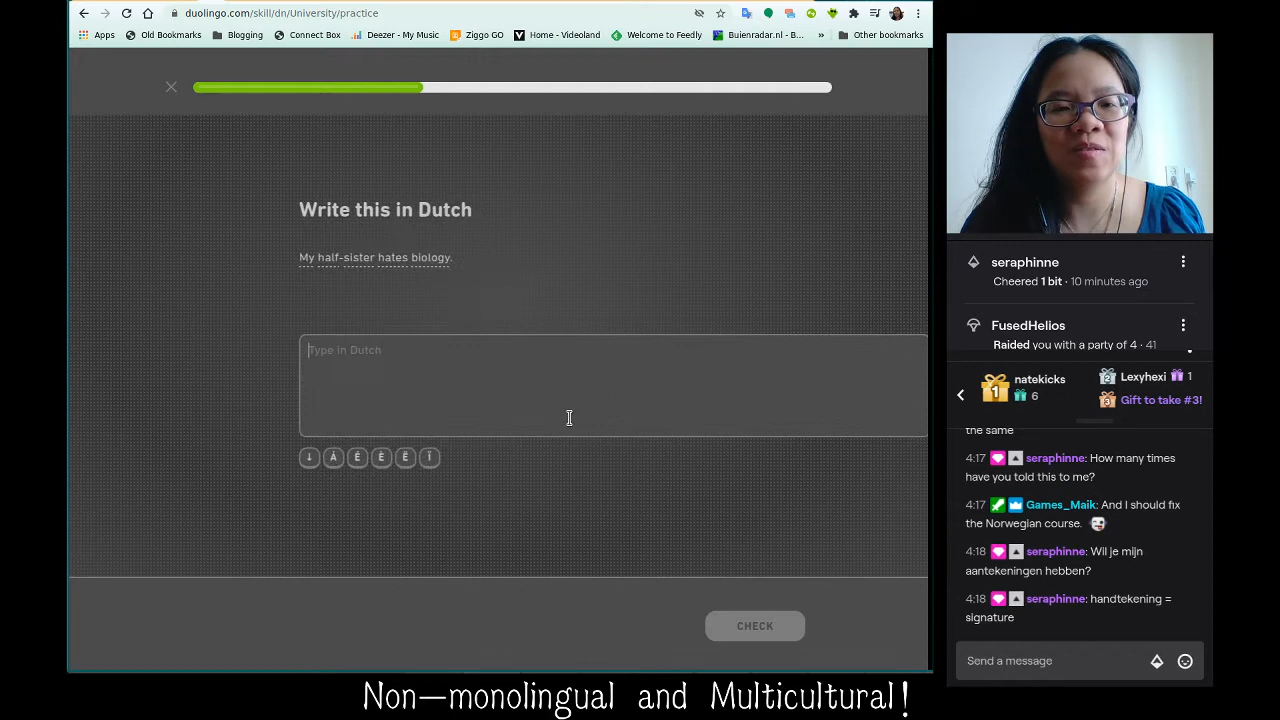 duolingo.com/skill/dn/University/practice
Apps Old Bookmarks Blogging Connect Box Deezer - My Music Ziggo GO Home - Videoland Welcome to Feedly Buienradar.nl - B... » Other bookmarks
Write this in Dutch
My half-sister hates biology.
Type in Dutch
↓ Á É È Ë Ï
CHECK
seraphinne
Cheered 1 bit · 10 minutes ago
FusedHelios
Raided you with a party of 4 · 41
1 natekicks
6
2 Lexyhexi 1
3 Gift to take #3!
the same
4:17 seraphinne: How many times
have you told this to me?
4:17 Games_Maik: And I should fix
the Norwegian course.
4:18 seraphinne: Wil je mijn
aantekeningen hebben?
4:18 seraphinne: handtekening =
signature
Send a message
Non-monolingual and Multicultural!